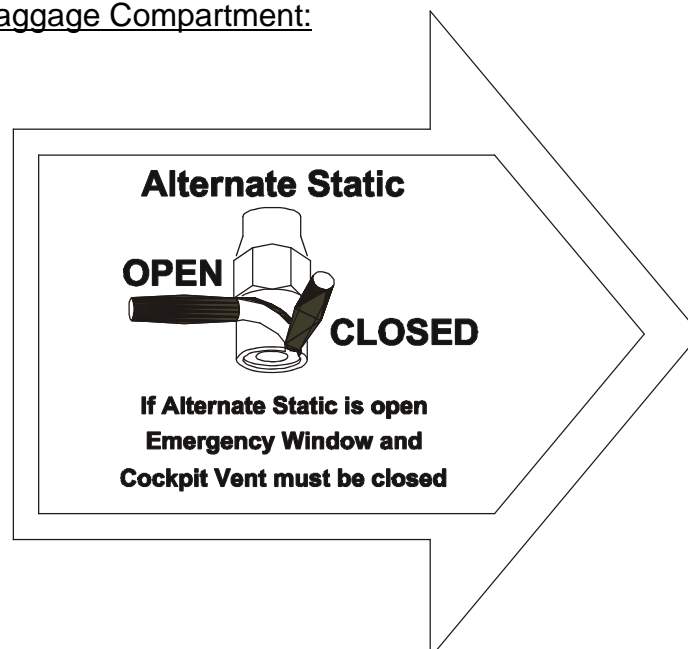 aggage Compartment:
Alternate Static
OPEN
CLOSED
If Alternate Static is open
Emergency Window and
Cockpit Vent must be closed